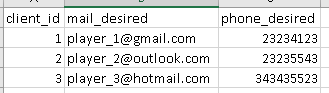 client_id mail_desired phone_desired
1 player_1@gmail.com 23234123
2 player_2@outlook.com 23235543
3 player_3@hotmail.com 343435523